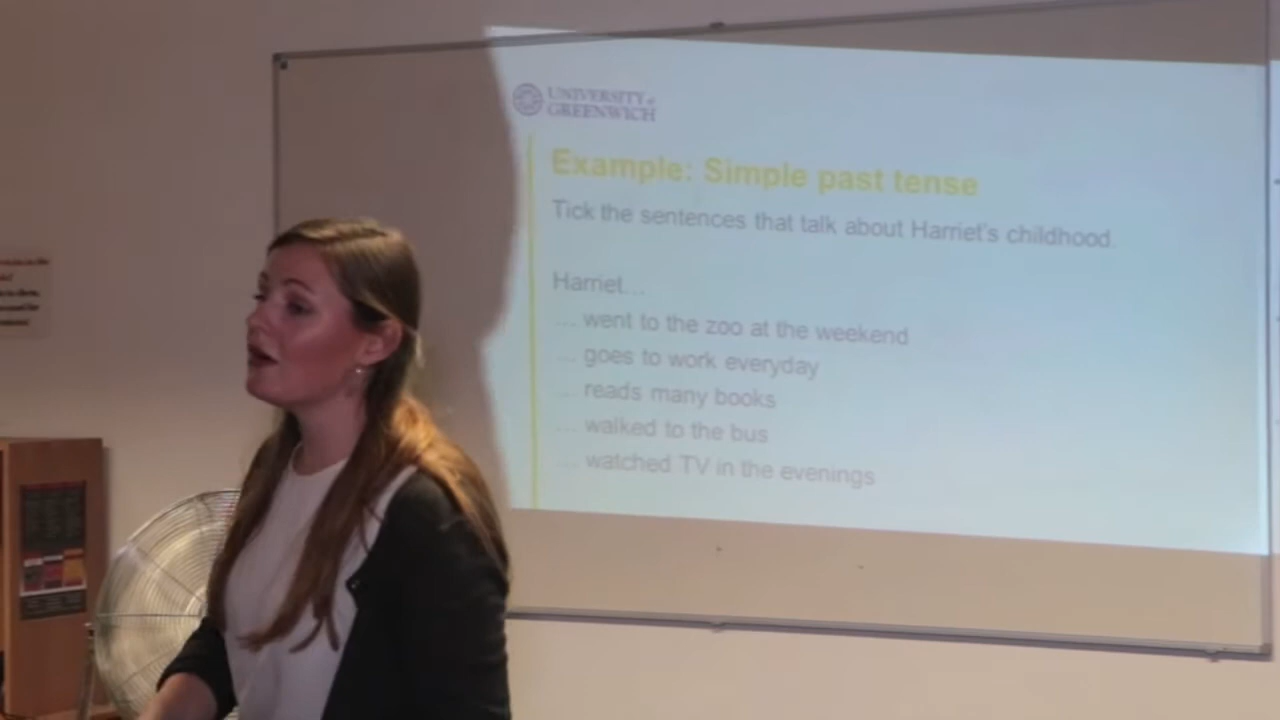 UNIVERSITY of
GREENWICH
Example: Simple past tense
Tick the sentences that talk about Harriet's childhood.
Harriet...
... went to the zoo at the weekend
... goes to work everyday
... reads many books
... walked to the bus
... watched TV in the evenings